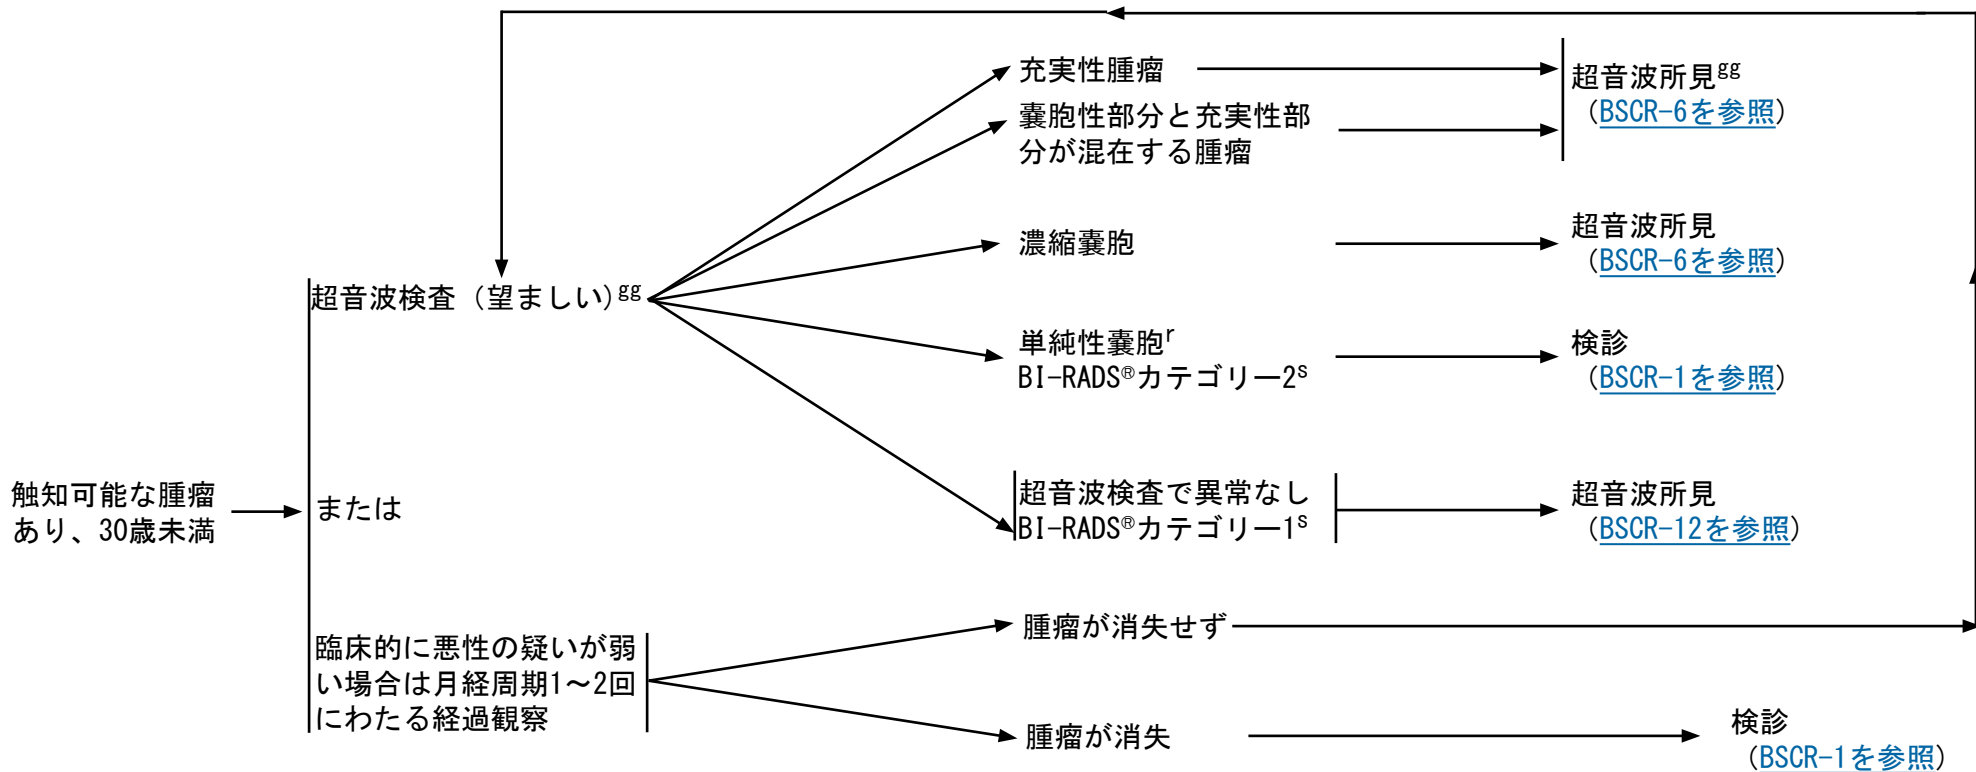 充実性腫瘤
嚢胞性部分と充実性部
分が混在する腫瘤
超音波所見gg
(BSCR-6を参照)
濃縮嚢胞
超音波所見
(BSCR-6を参照)
超音波検査（望ましい）gg
単純性嚢胞r
BI-RADS®カテゴリー2s
検診
(BSCR-1を参照)
触知可能な腫瘤
あり、30歳未満
または
超音波検査で異常なし
BI-RADS®カテゴリー1s
超音波所見
(BSCR-12を参照)
臨床的に悪性の疑いが弱
い場合は月経周期1～2回
にわたる経過観察
腫瘤が消失せず
腫瘤が消失
検診
(BSCR-1を参照)